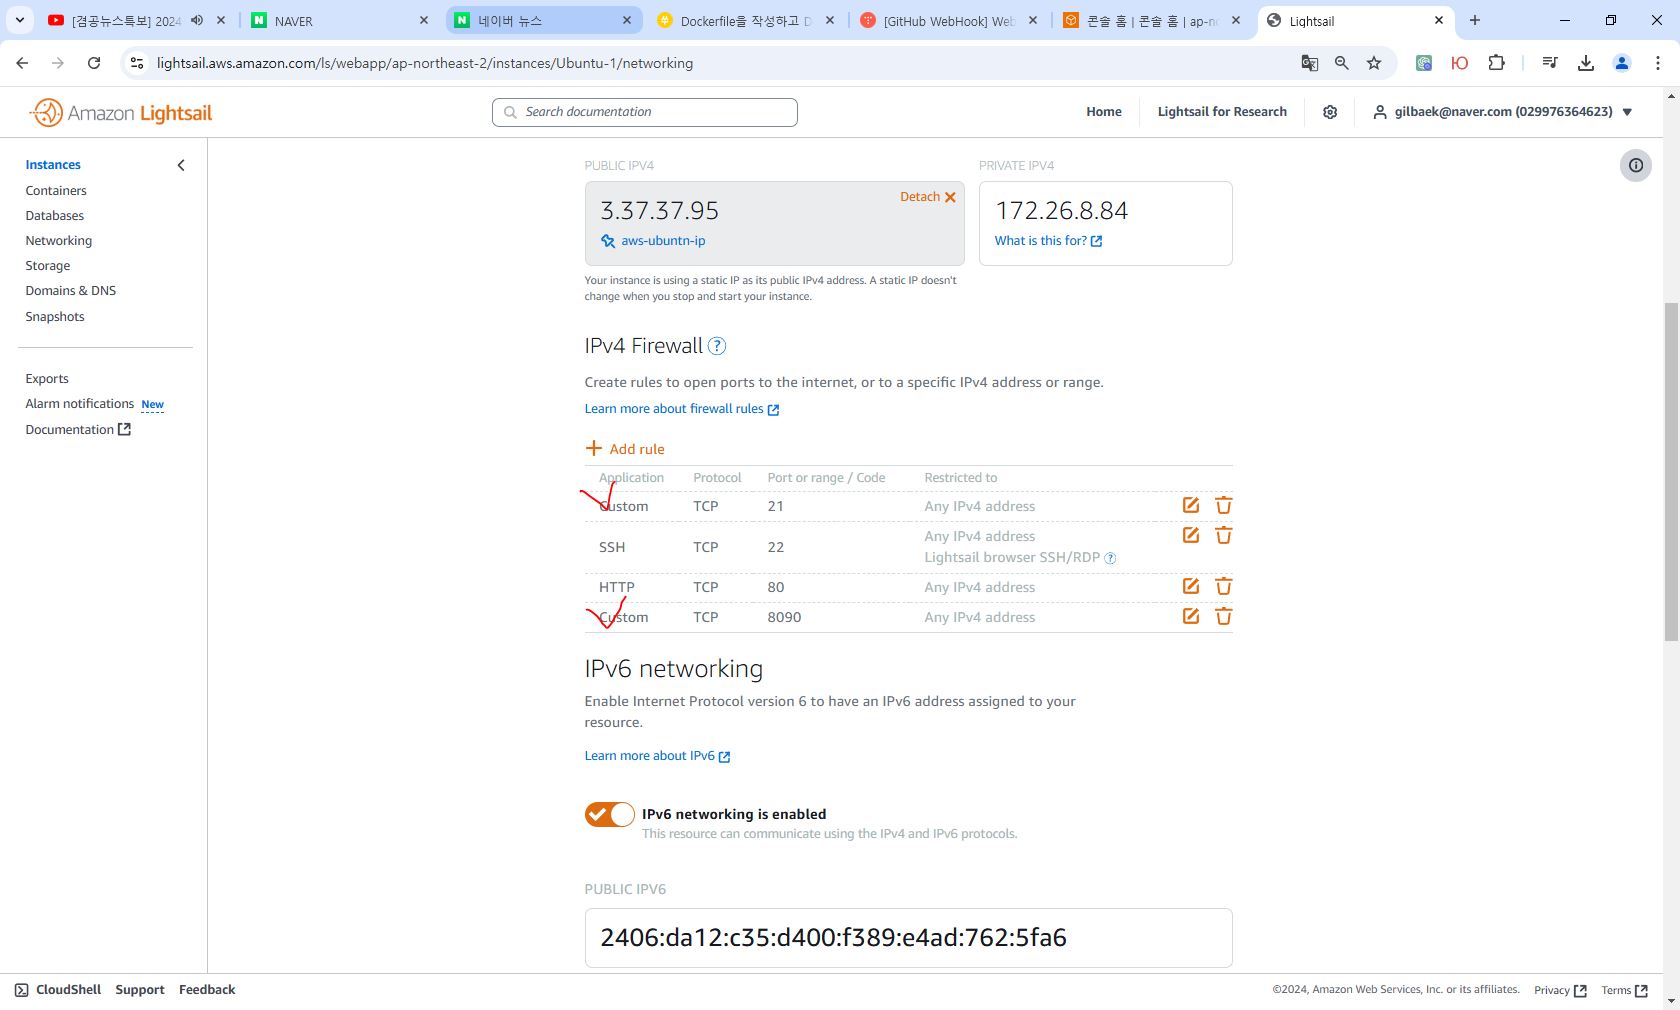 [겸공뉴스특보] 2024
NAVER
네이버 뉴스
Dockerfile을 작성하고 D
[GitHub WebHook] Web
콘솔 홈 | 콘솔 홈 | ap-no
Lightsail
lightsail.aws.amazon.com/ls/webapp/ap-northeast-2/instances/Ubuntu-1/networking
Amazon Lightsail
Search documentation
Home
Lightsail for Research
gilbaek@naver.com (029976364623)
Instances
Containers
Databases
Networking
Storage
Domains & DNS
Snapshots
Exports
Alarm notifications New
Documentation
PUBLIC IPV4
3.37.37.95
Detach
aws-ubuntn-ip
PRIVATE IPV4
172.26.8.84
What is this for?
Your instance is using a static IP as its public IPv4 address. A static IP doesn't
change when you stop and start your instance.
IPv4 Firewall ?
Create rules to open ports to the internet, or to a specific IPv4 address or range.
Learn more about firewall rules
+ Add rule
Application Protocol Port or range / Code Restricted to
Custom TCP 21 Any IPv4 address
SSH TCP 22 Any IPv4 address
Lightsail browser SSH/RDP ?
HTTP TCP 80 Any IPv4 address
Custom TCP 8090 Any IPv4 address
IPv6 networking
Enable Internet Protocol version 6 to have an IPv6 address assigned to your
resource.
Learn more about IPv6
IPv6 networking is enabled
This resource can communicate using the IPv4 and IPv6 protocols.
PUBLIC IPV6
2406:da12:c35:d400:f389:e4ad:762:5fa6
CloudShell
Support
Feedback
©2024, Amazon Web Services, Inc. or its affiliates.
Privacy
Terms